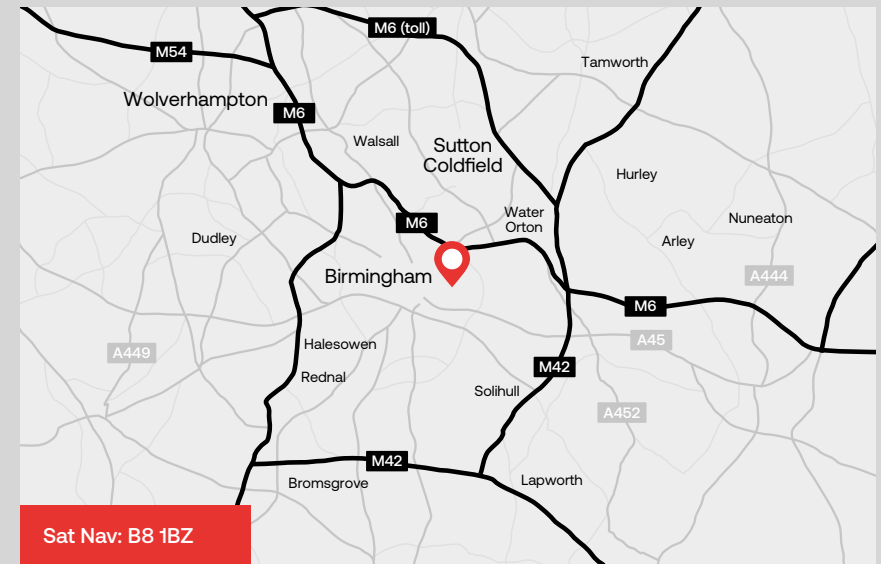 M6 (toll)
M54
Tamworth
Wolverhampton
M6
Walsall
Sutton
Coldfield
Hurley
Water
Orton
Nuneaton
M6
Dudley
Arley
Birmingham
A444
M6
A45
Halesowen
A449
M42
Rednal
Solihull
A452
M42
Bromsgrove
Lapworth
Sat Nav: B8 1BZ